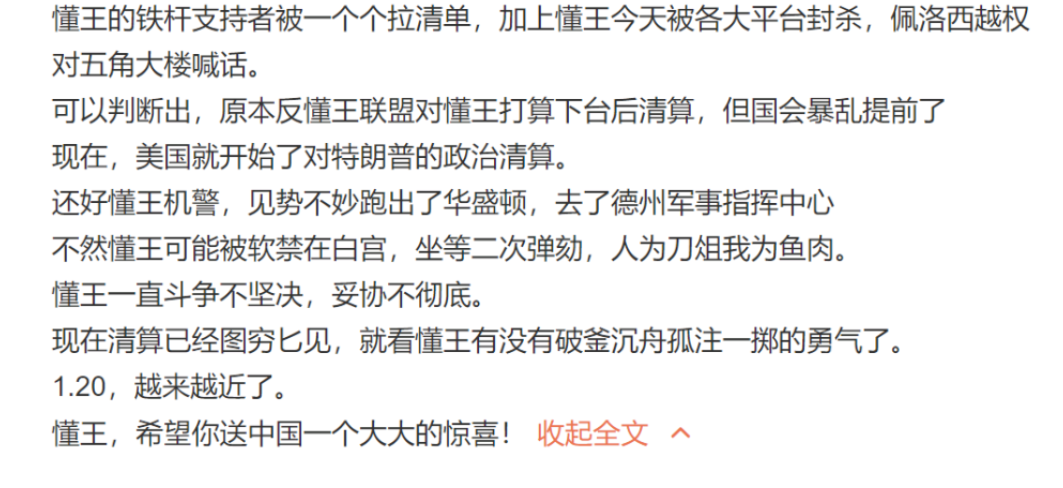 懂王的铁杆支持者被一个个拉清单，加上懂王今天被各大平台封杀，佩洛西越权
对五角大楼喊话。
可以判断出，原本反懂王联盟对懂王打算下台后清算，但国会暴乱提前了
现在，美国就开始了对特朗普的政治清算。
还好懂王机警，见势不妙跑出了华盛顿，去了德州军事指挥中心
不然懂王可能被软禁在白宫，坐等二次弹劾，人为刀俎我为鱼肉。
懂王一直斗争不坚决，妥协不彻底。
现在清算已经图穷匕见，就看懂王有没有破釜沉舟孤注一掷的勇气了。
1.20，越来越近了。
懂王，希望你送中国一个大大的惊喜！ 收起全文